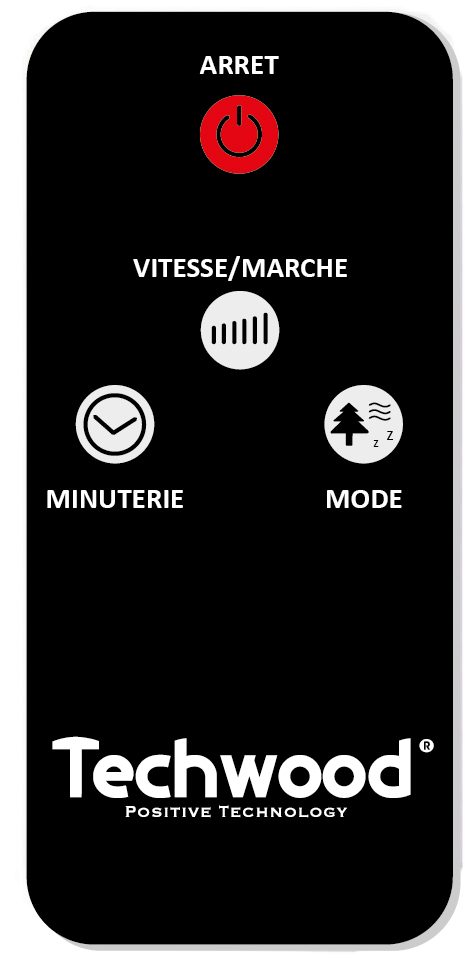 ARRET
VITESSE/MARCHE
z z
MINUTERIE MODE
Techwood®
POSITIVE TECHNOLOGY